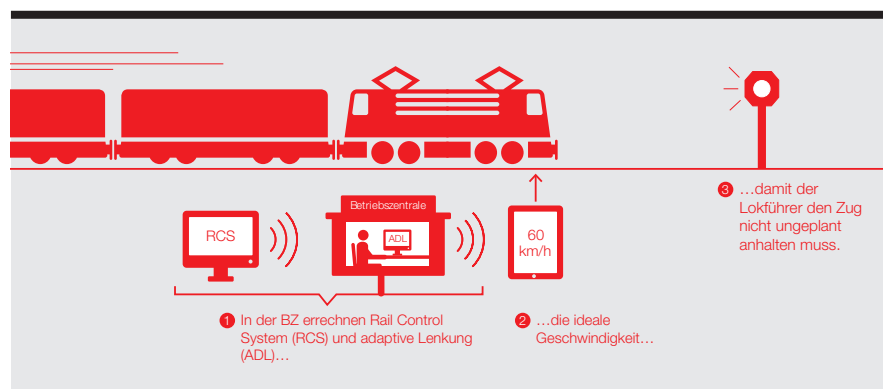 Betriebszentrale
RCS
ADL
60
km/h
1 In der BZ errechnen Rail Control
System (RCS) und adaptive Lenkung
(ADL)…
2 …die ideale
Geschwindigkeit…
3 …damit der
Lokführer den Zug
nicht ungeplant
anhalten muss.